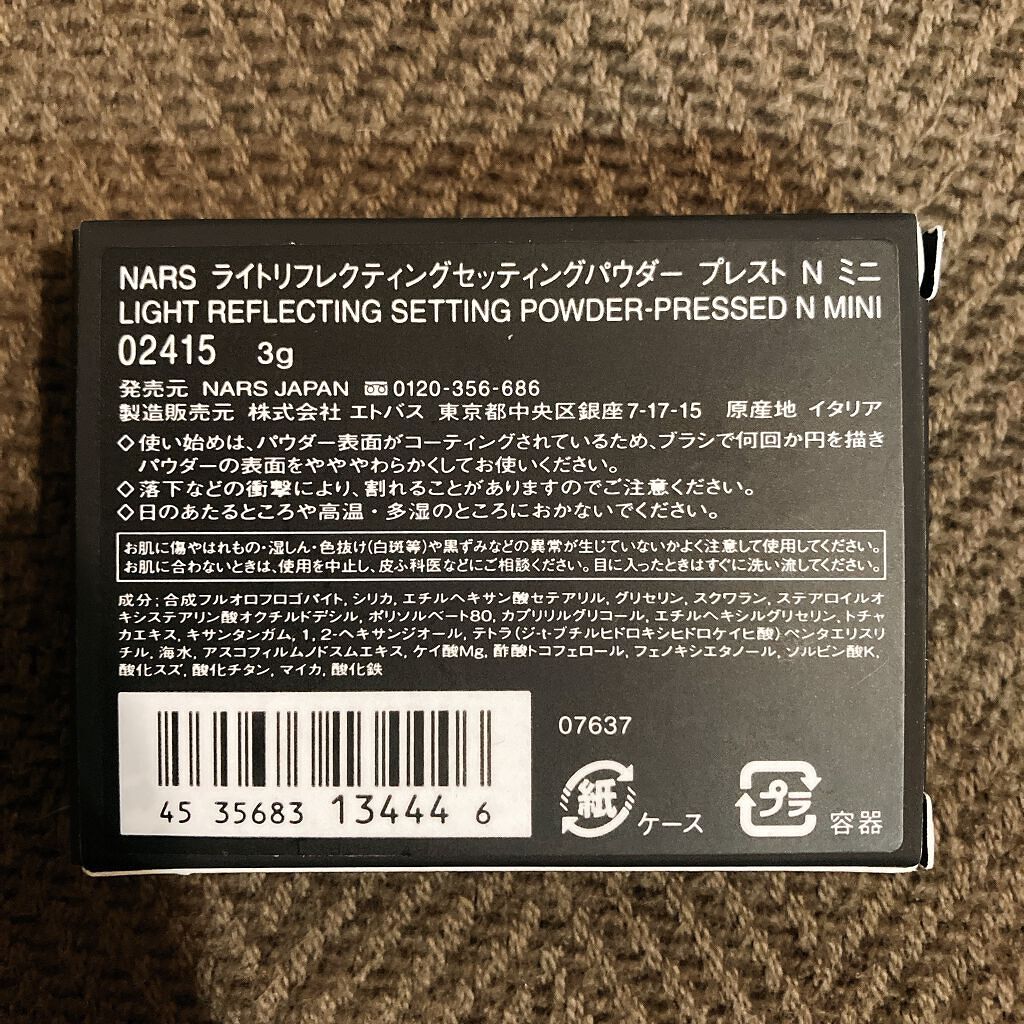 NARS ライトリフレクティングセッティングパウダー プレスト N ミニ
LIGHT REFLECTING SETTING POWDER-PRESSED N MINI
02415 3g
発売元 NARS JAPAN 0120-356-686
製造販売元 株式会社 エトバス 東京都中央区銀座7-17-15 原産地 イタリア
◇使い始めは、パウダー表面がコーティングされているため、ブラシで何回か円を描き
パウダーの表面をやややわらかくしてお使いください。
◇落下などの衝撃により、割れることがありますのでご注意ください。
◇日のあたるところや高温・多湿のところにおかないでください。
お肌に傷やはれもの・湿しん・色抜け(白斑等)や黒ずみなどの異常が生じていないかよく注意して使用してください。
お肌に合わないときは、使用を中止し、皮ふ科医などにご相談ください。目に入ったときはすぐに洗い流してください。
成分:合成フルオロフロゴパイト, シリカ, エチルヘキサン酸セテアリル, グリセリン, スクワラン, ステアロイルオ
キシステアリン酸オクチルドデシル, ポリソルベート80, カプリリルグリコール, エチルヘキシルグリセリン, トチャ
カエキス, キサンタンガム, 1, 2-ヘキサンジオール, テトラ(ジ-t-ブチルヒドロキシヒドロケイヒ酸)ペンタエリスリ
チル, 海水, アスコフィルムノドスムエキス, ケイ酸Mg, 酢酸トコフェロール, フェノキシエタノール, ソルビン酸K,
酸化スズ, 酸化チタン, マイカ, 酸化鉄
07637
45 35683 13444 6
紙 ケース プラ 容器